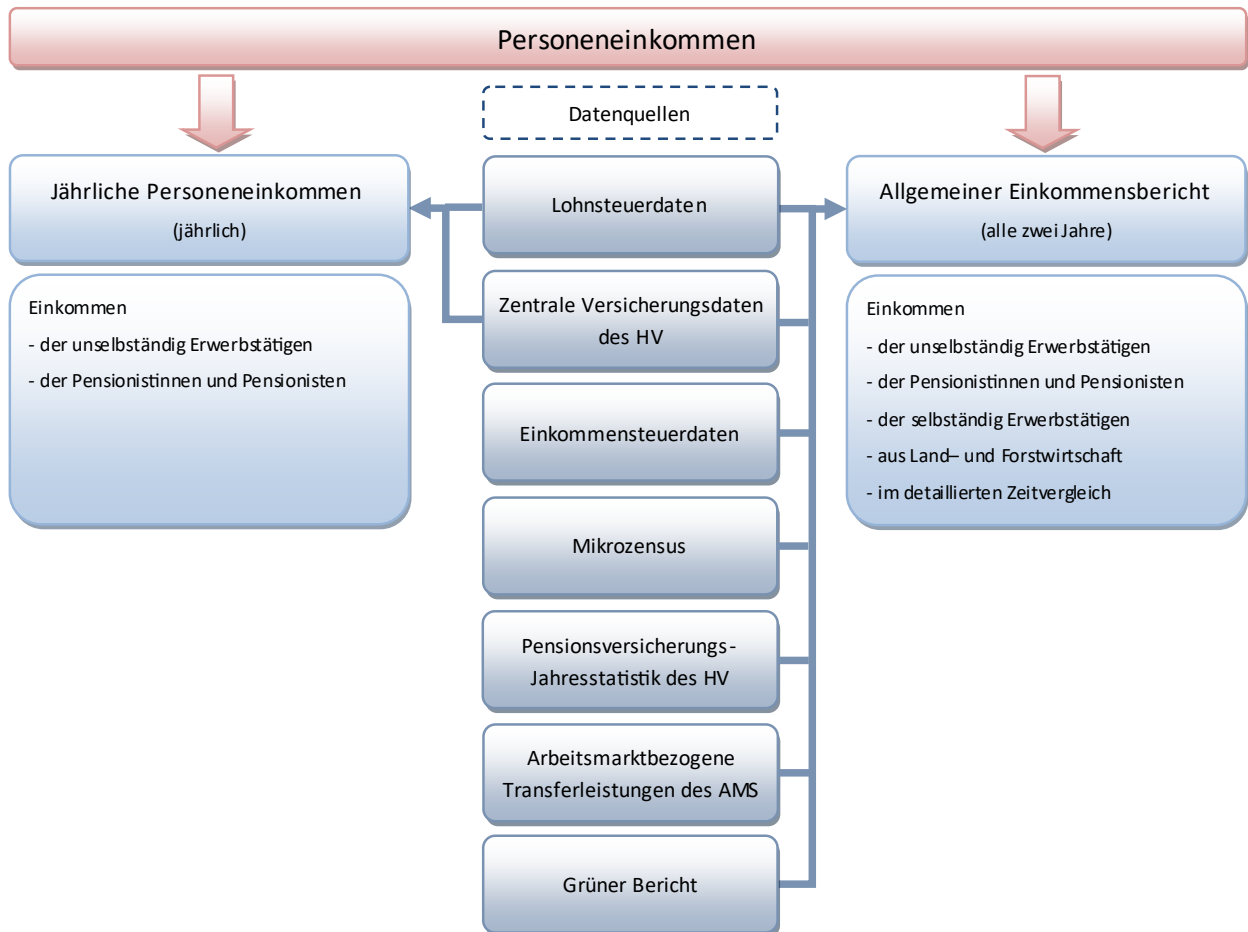 Personeneinkommen
Datenquellen
Jährliche Personeneinkommen
(jährlich)
Einkommen
- der unselbständig Erwerbstätigen
- der Pensionistinnen und Pensionisten
Lohnsteuerdaten
Zentrale Versicherungsdaten
des HV
Einkommensteuerdaten
Mikrozensus
Pensionsversicherungs-
Jahresstatistik des HV
Arbeitsmarktbezogene
Transferleistungen des AMS
Grüner Bericht
Allgemeiner Einkommensbericht
(alle zwei Jahre)
Einkommen
- der unselbständig Erwerbstätigen
- der Pensionistinnen und Pensionisten
- der selbständig Erwerbstätigen
- aus Land– und Forstwirtschaft
- im detaillierten Zeitvergleich